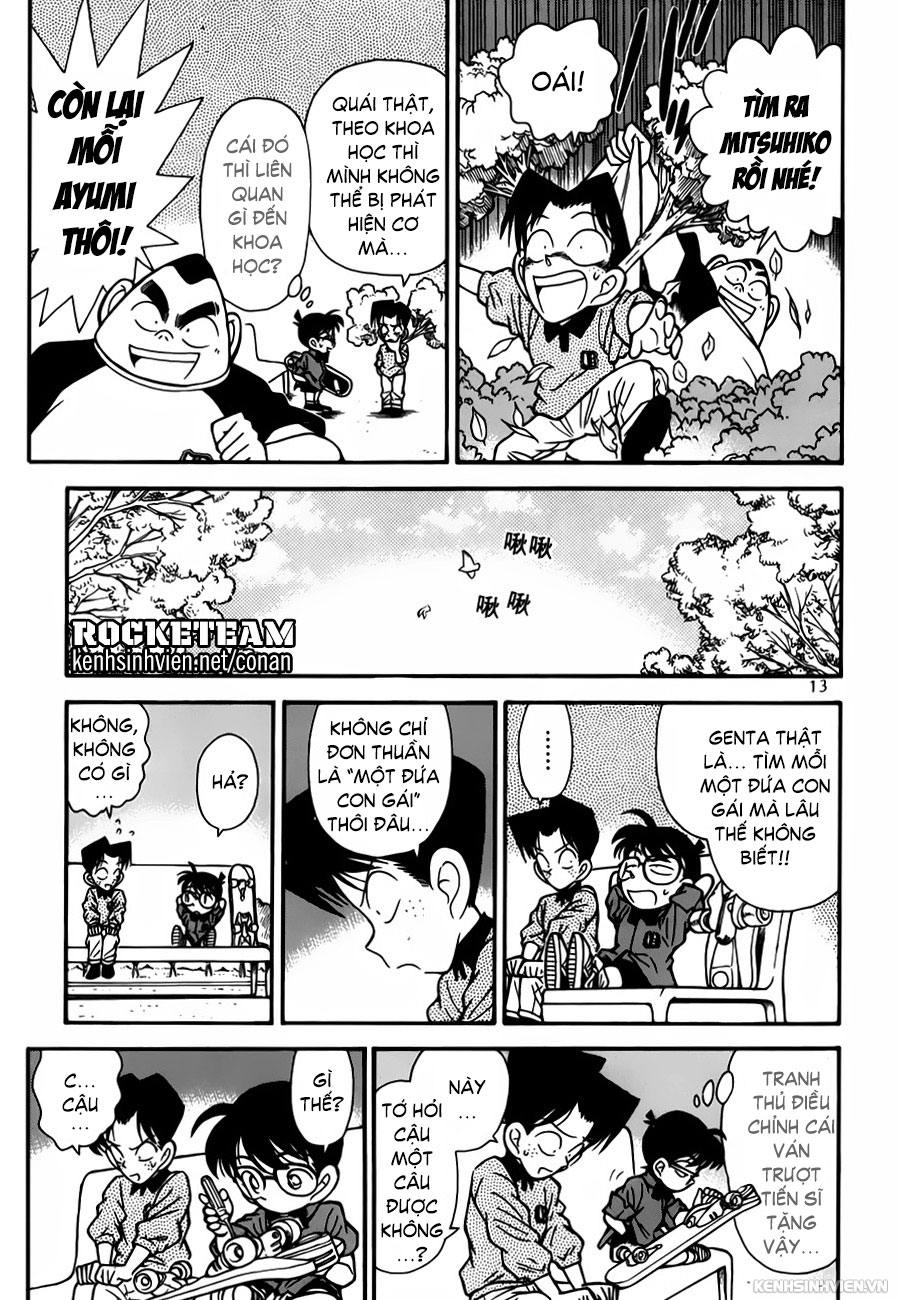 TÌM RA
MITSUHIKO
RỒI NHÉ!
OÁI!
QUÁI THẬT,
THEO KHOA
HỌC THÌ
MÌNH KHÔNG
THỂ BỊ PHÁT
HIỆN CƠ
MÀ...
CÁI ĐÓ
THÌ LIÊN
QUAN
GÌ ĐẾN
KHOA
HỌC?
CÒN LẠI
MỖI
AYUMI
THÔI!
啾啾
啾啾
ROCKETEAM
kenhsinhvien.net/conan
13
GENTA THẬT
LÀ... TÌM MỖI
MỘT ĐỨA CON
GÁI MÀ LÂU
THẾ KHÔNG
BIẾT!!
......
KHÔNG CHỈ
ĐƠN THUẦN
LÀ “MỘT ĐỨA
CON GÁI”
THÔI ĐÂU...
HẢ?
KHÔNG,
KHÔNG
CÓ GÌ
...
TRANH
THỦ ĐIỀU
CHỈNH CÁI
VÁN
TRƯỢT
TIẾN SĨ
TẶNG
VẬY...
NÀY
...
TỚ HỎI
CẬU MỘT
CÂU
ĐƯỢC
KHÔNG
...?
GÌ
THẾ?
C...
CẬU
...
KENHSINHVIEN.VN